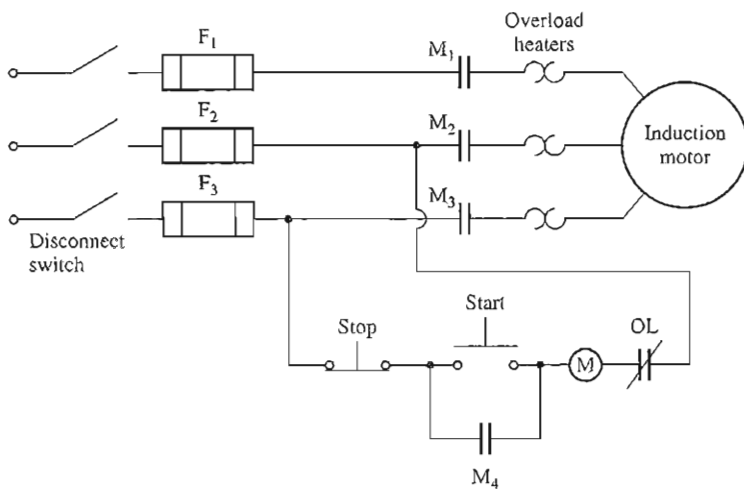 Overload
heaters
F1
M1
F2
M2
Induction
motor
F3
M3
Disconnect
switch
Start
Stop
OL
M
M4